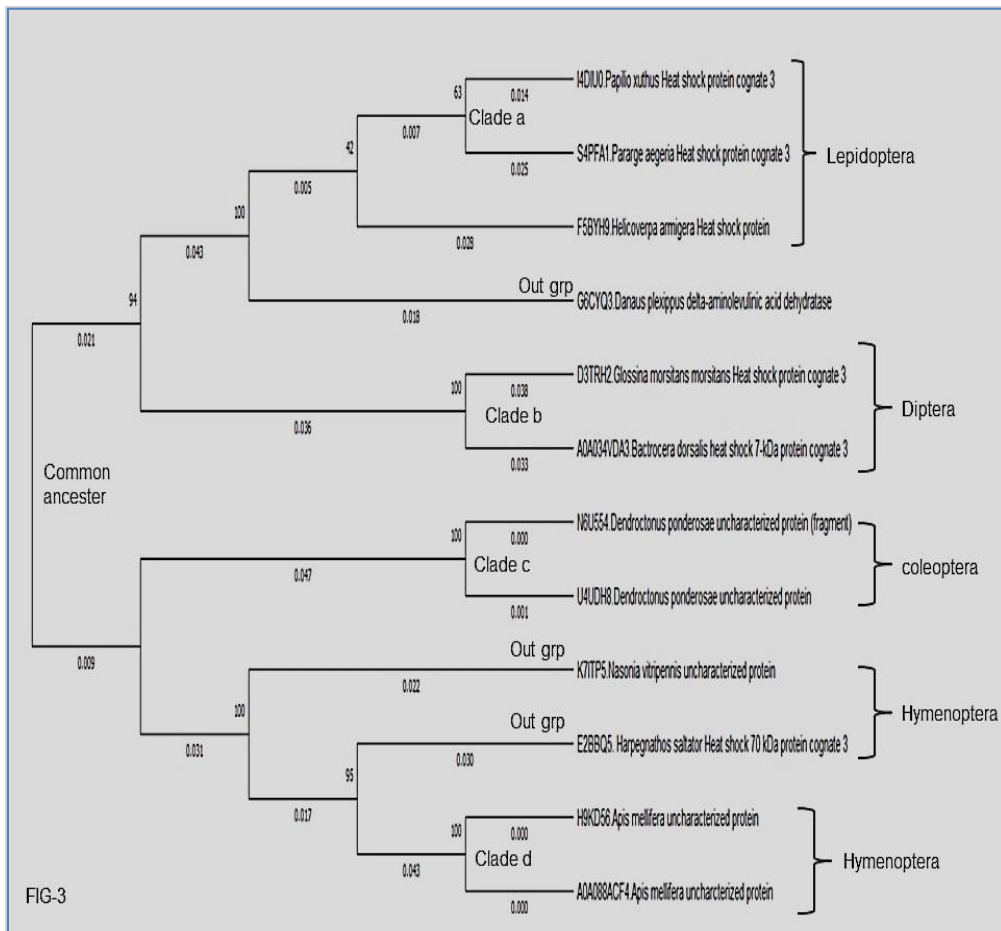 I4DIU0.Papilio xuthus Heat shock protein cognate 3
63
0.014
Clade a
0.007
42
S4PFA1.Pararge aegeria Heat shock protein cognate 3
0.025
Lepidoptera
0.005
100
F5BYH9.Helicoverpa armigera Heat shock protein
0.028
0.043
Out grp
94
G6CYQ3.Danaus plexippus delta-aminolevulinic acid dehydratase
0.018
0.021
D3TRH2.Glossina morsitans morsitans Heat shock protein cognate 3
100
0.038
Clade b
Diptera
0.036
A0A034VDA3.Bactrocera dorsalis heat shock 7-kDa protein cognate 3
0.033
Common
ancester
N6U554.Dendroctonus ponderosae uncharacterized protein (fragment)
100
0.000
Clade c
coleoptera
0.047
U4UDH8.Dendroctonus ponderosae uncharacterized protein
0.001
Out grp
0.009
K7ITP5.Nasonia vitripennis uncharacterized protein
0.022
100
Hymenoptera
Out grp
0.031
E2BBQ5. Harpegnathos saltator Heat shock 70 kDa protein cognate 3
0.030
95
0.017
H9KD56.Apis mellifera uncharacterized protein
100
0.000
Clade d
0.043
Hymenoptera
A0A088ACF4.Apis mellifera uncharcterized protein
0.000
FIG-3